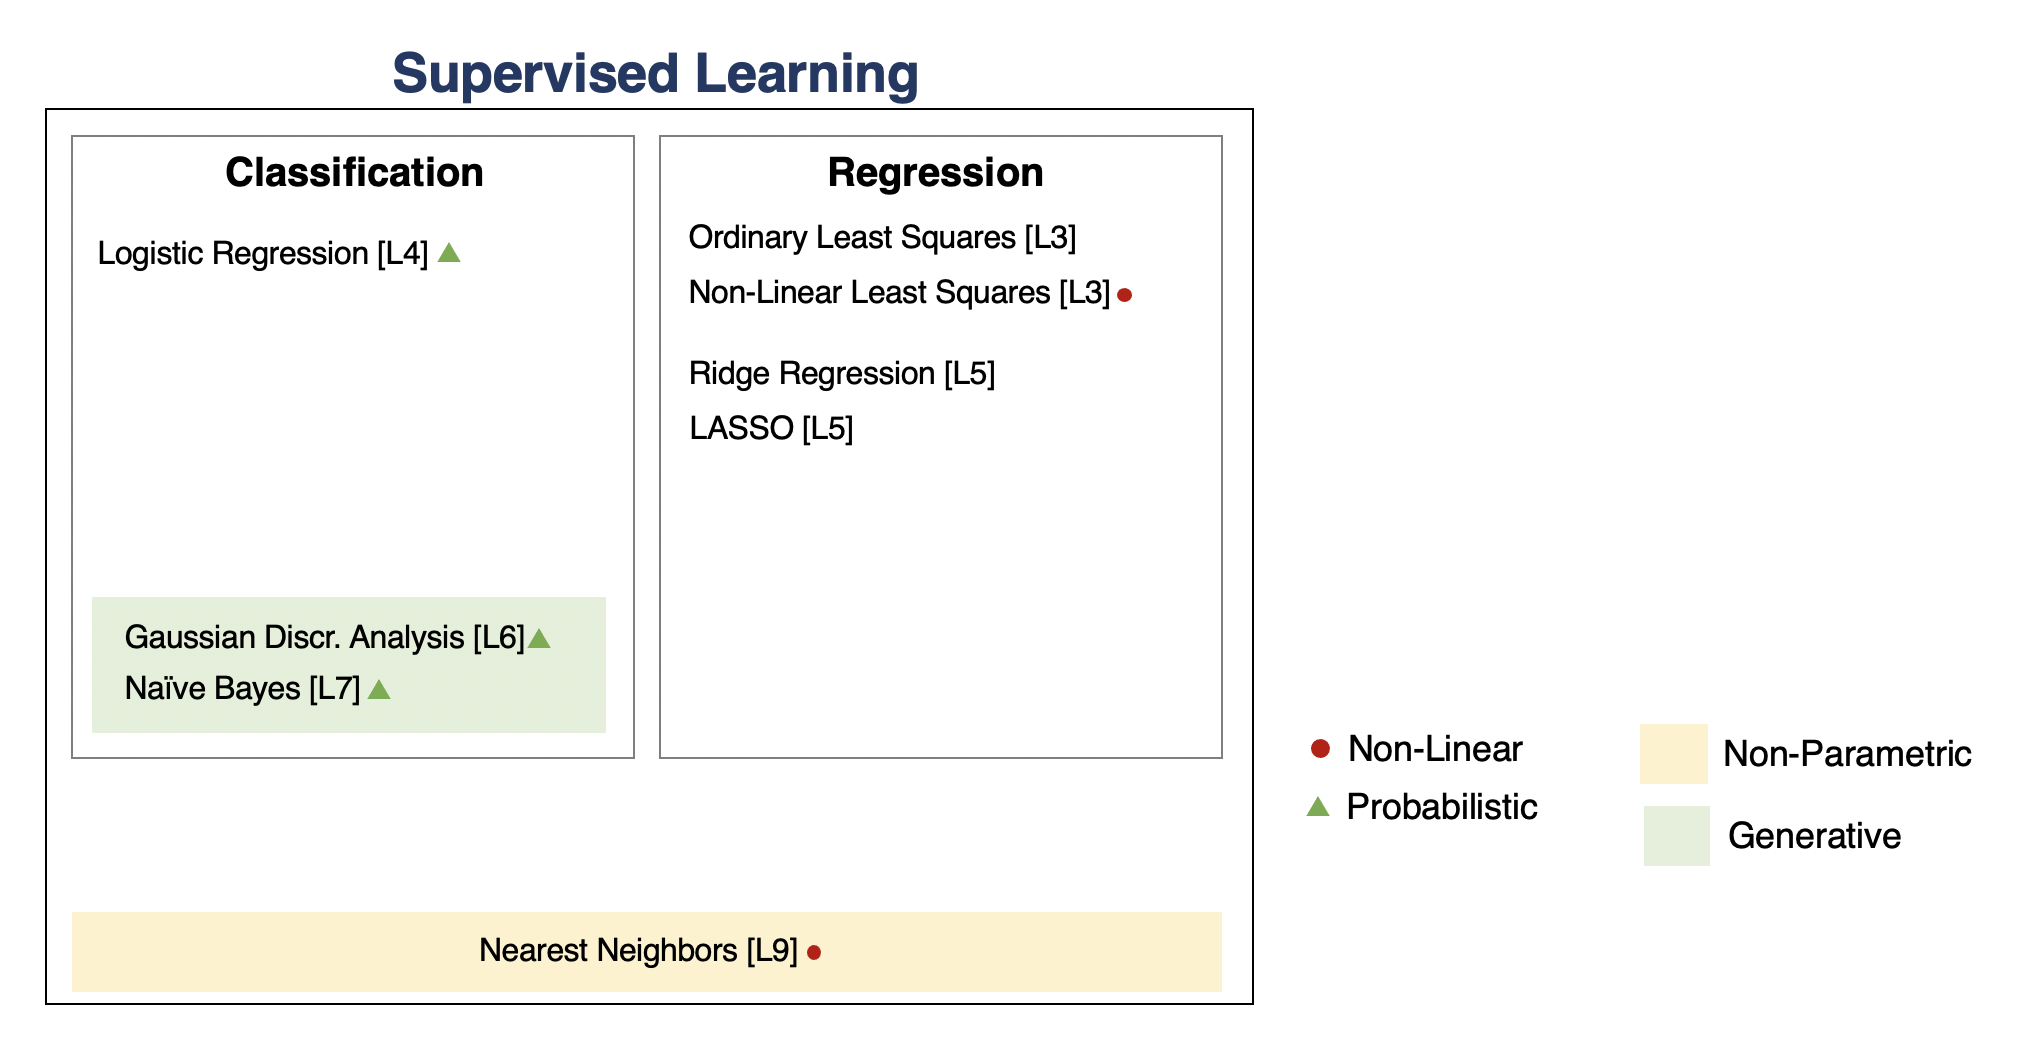 Supervised Learning
Classification
Logistic Regression [L4]
Gaussian Discr. Analysis [L6]
Naïve Bayes [L7]
Regression
Ordinary Least Squares [L3]
Non-Linear Least Squares [L3]
Ridge Regression [L5]
LASSO [L5]
Nearest Neighbors [L9]
Non-Linear
Probabilistic
Non-Parametric
Generative